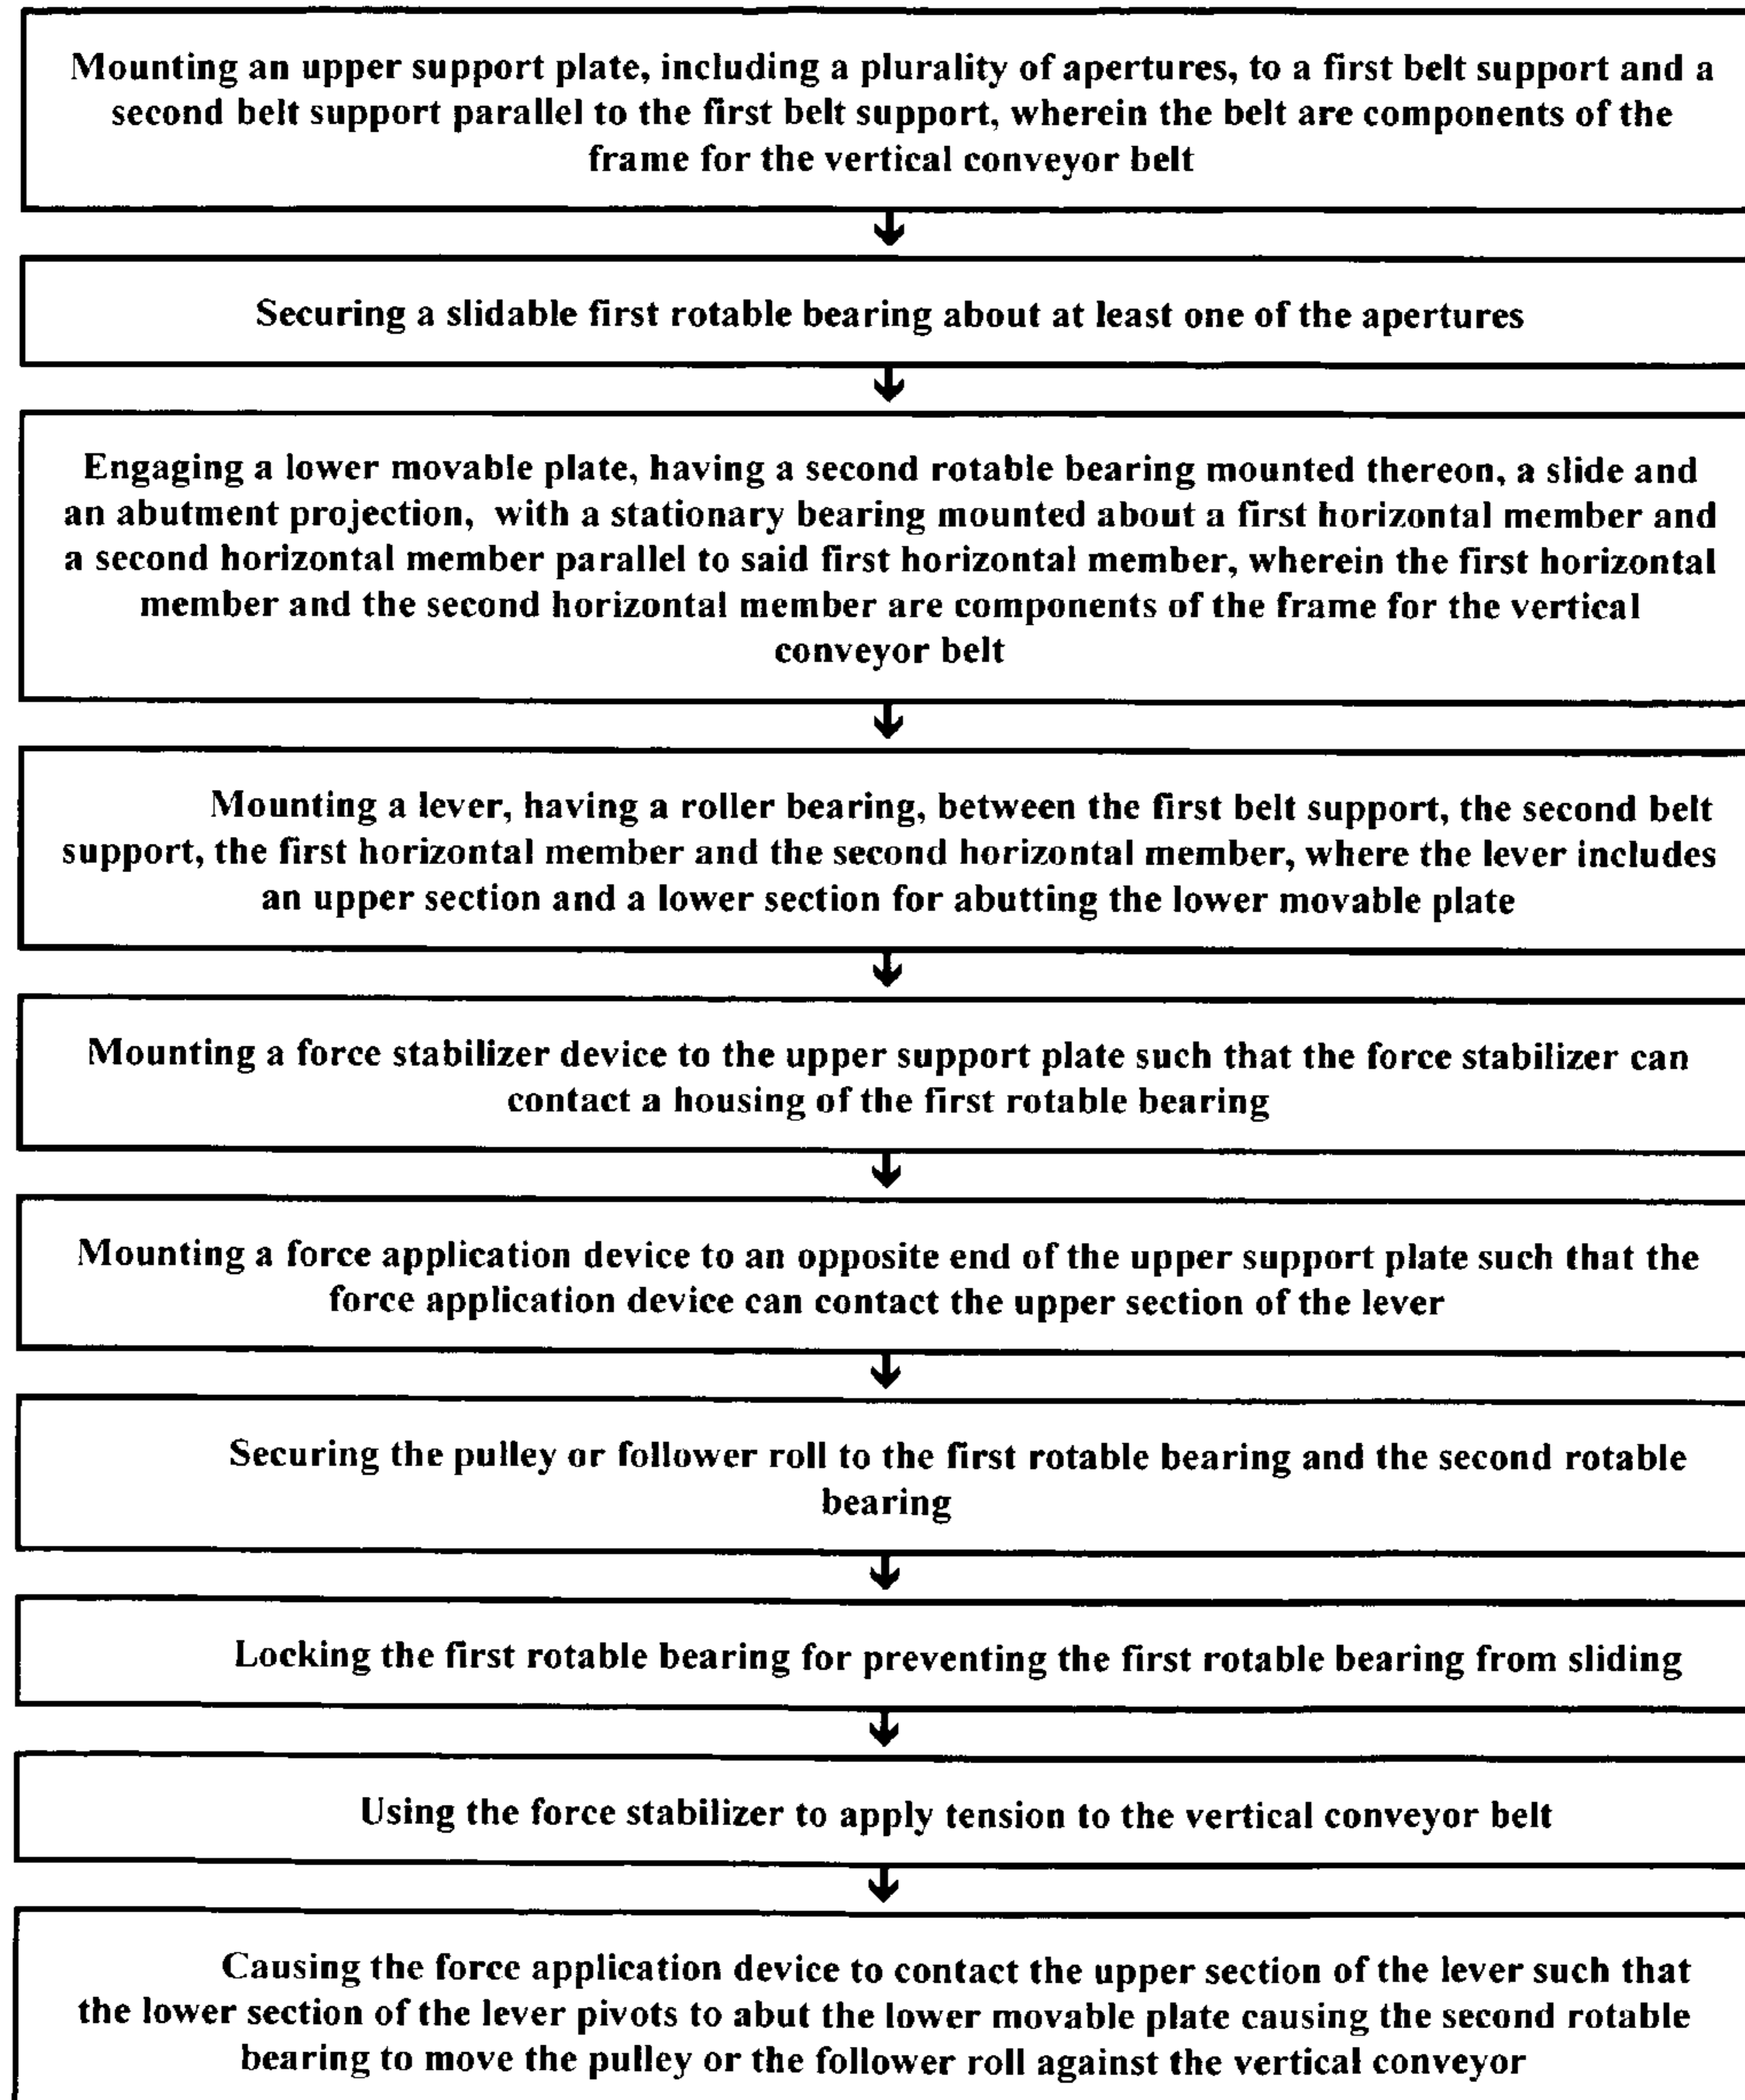 Mounting an upper support plate, including a plurality of apertures, to a first belt support and a
second belt support parallel to the first belt support, wherein the belt are components of the
frame for the vertical conveyor belt
Securing a slidable first rotable bearing about at least one of the apertures
Engaging a lower movable plate, having a second rotable bearing mounted thereon, a slide and
an abutment projection, with a stationary bearing mounted about a first horizontal member and
a second horizontal member parallel to said first horizontal member, wherein the first horizontal
member and the second horizontal member are components of the frame for the vertical
conveyor belt
Mounting a lever, having a roller bearing, between the first belt support, the second belt
support, the first horizontal member and the second horizontal member, where the lever includes
an upper section and a lower section for abutting the lower movable plate
Mounting a force stabilizer device to the upper support plate such that the force stabilizer can
contact a housing of the first rotable bearing
Mounting a force application device to an opposite end of the upper support plate such that the
force application device can contact the upper section of the lever
Securing the pulley or follower roll to the first rotable bearing and the second rotable
bearing
Locking the first rotable bearing for preventing the first rotable bearing from sliding
Using the force stabilizer to apply tension to the vertical conveyor belt
Causing the force application device to contact the upper section of the lever such that
the lower section of the lever pivots to abut the lower movable plate causing the second rotable
bearing to move the pulley or the follower roll against the vertical conveyor